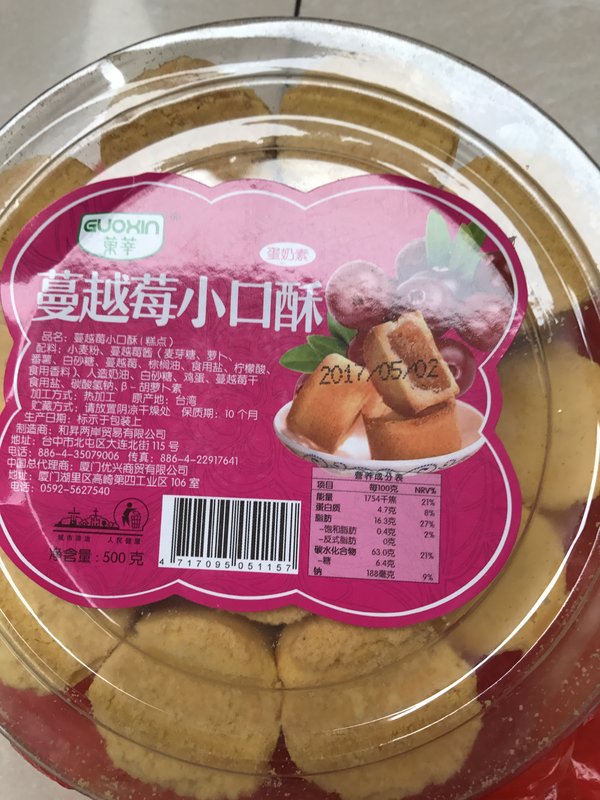 GUOXIN
菓莘
蛋奶素
蔓越莓小口酥
品名：蔓越莓小口酥（糕点）
配料：小麦粉、蔓越莓酱（麦芽糖、萝卜、
番薯、白砂糖、蔓越莓、棕榈油、食用盐、柠檬酸、
食用香料）、人造奶油、白砂糖、鸡蛋、蔓越莓干
食用盐、碳酸氢钠、β－胡萝卜素
加工方式：热加工 原产地：台湾
贮藏方式：请放置阴凉干燥处 保质期：10个月
生产日期：标示于包装上
制造商：和昇两岸贸易有限公司
地址：台中市北屯区大连北街115号
电话：886-4-35079006 传真：886-4-22917641
中国总代理商：厦门优兴商贸有限公司
地址：厦门湖里区高崎第四工业区106室
电话：0592-5627540
2017/05/02
城市清洁 人民健康
净含量：500克
4 717095 051157
营养成分表
项目 每100克 NRV%
能量 1754千焦 21%
蛋白质 4.7克 8%
脂肪 16.3克 27%
-饱和脂肪 0.4克 2%
-反式脂肪 0克
碳水化合物 63.0克 21%
-糖 6.4克
钠 188毫克 9%